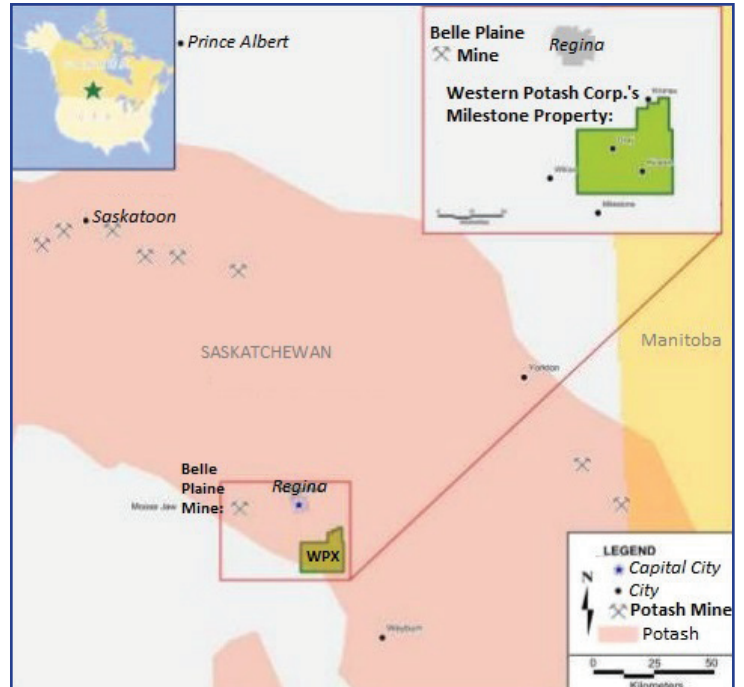 Prince Albert
Belle Plaine
Mine
Regina
Western Potash Corp.'s
Milestone Property:
Gray
Milestone
Saskatoon
SASKATCHEWAN
Manitoba
Yorkton
Belle
Plaine
Mine:
Regina
Moose Jaw
WPX
Weyburn
LEGEND
N
Capital City
City
Potash Mine
Potash
0 25 50
Kilometers